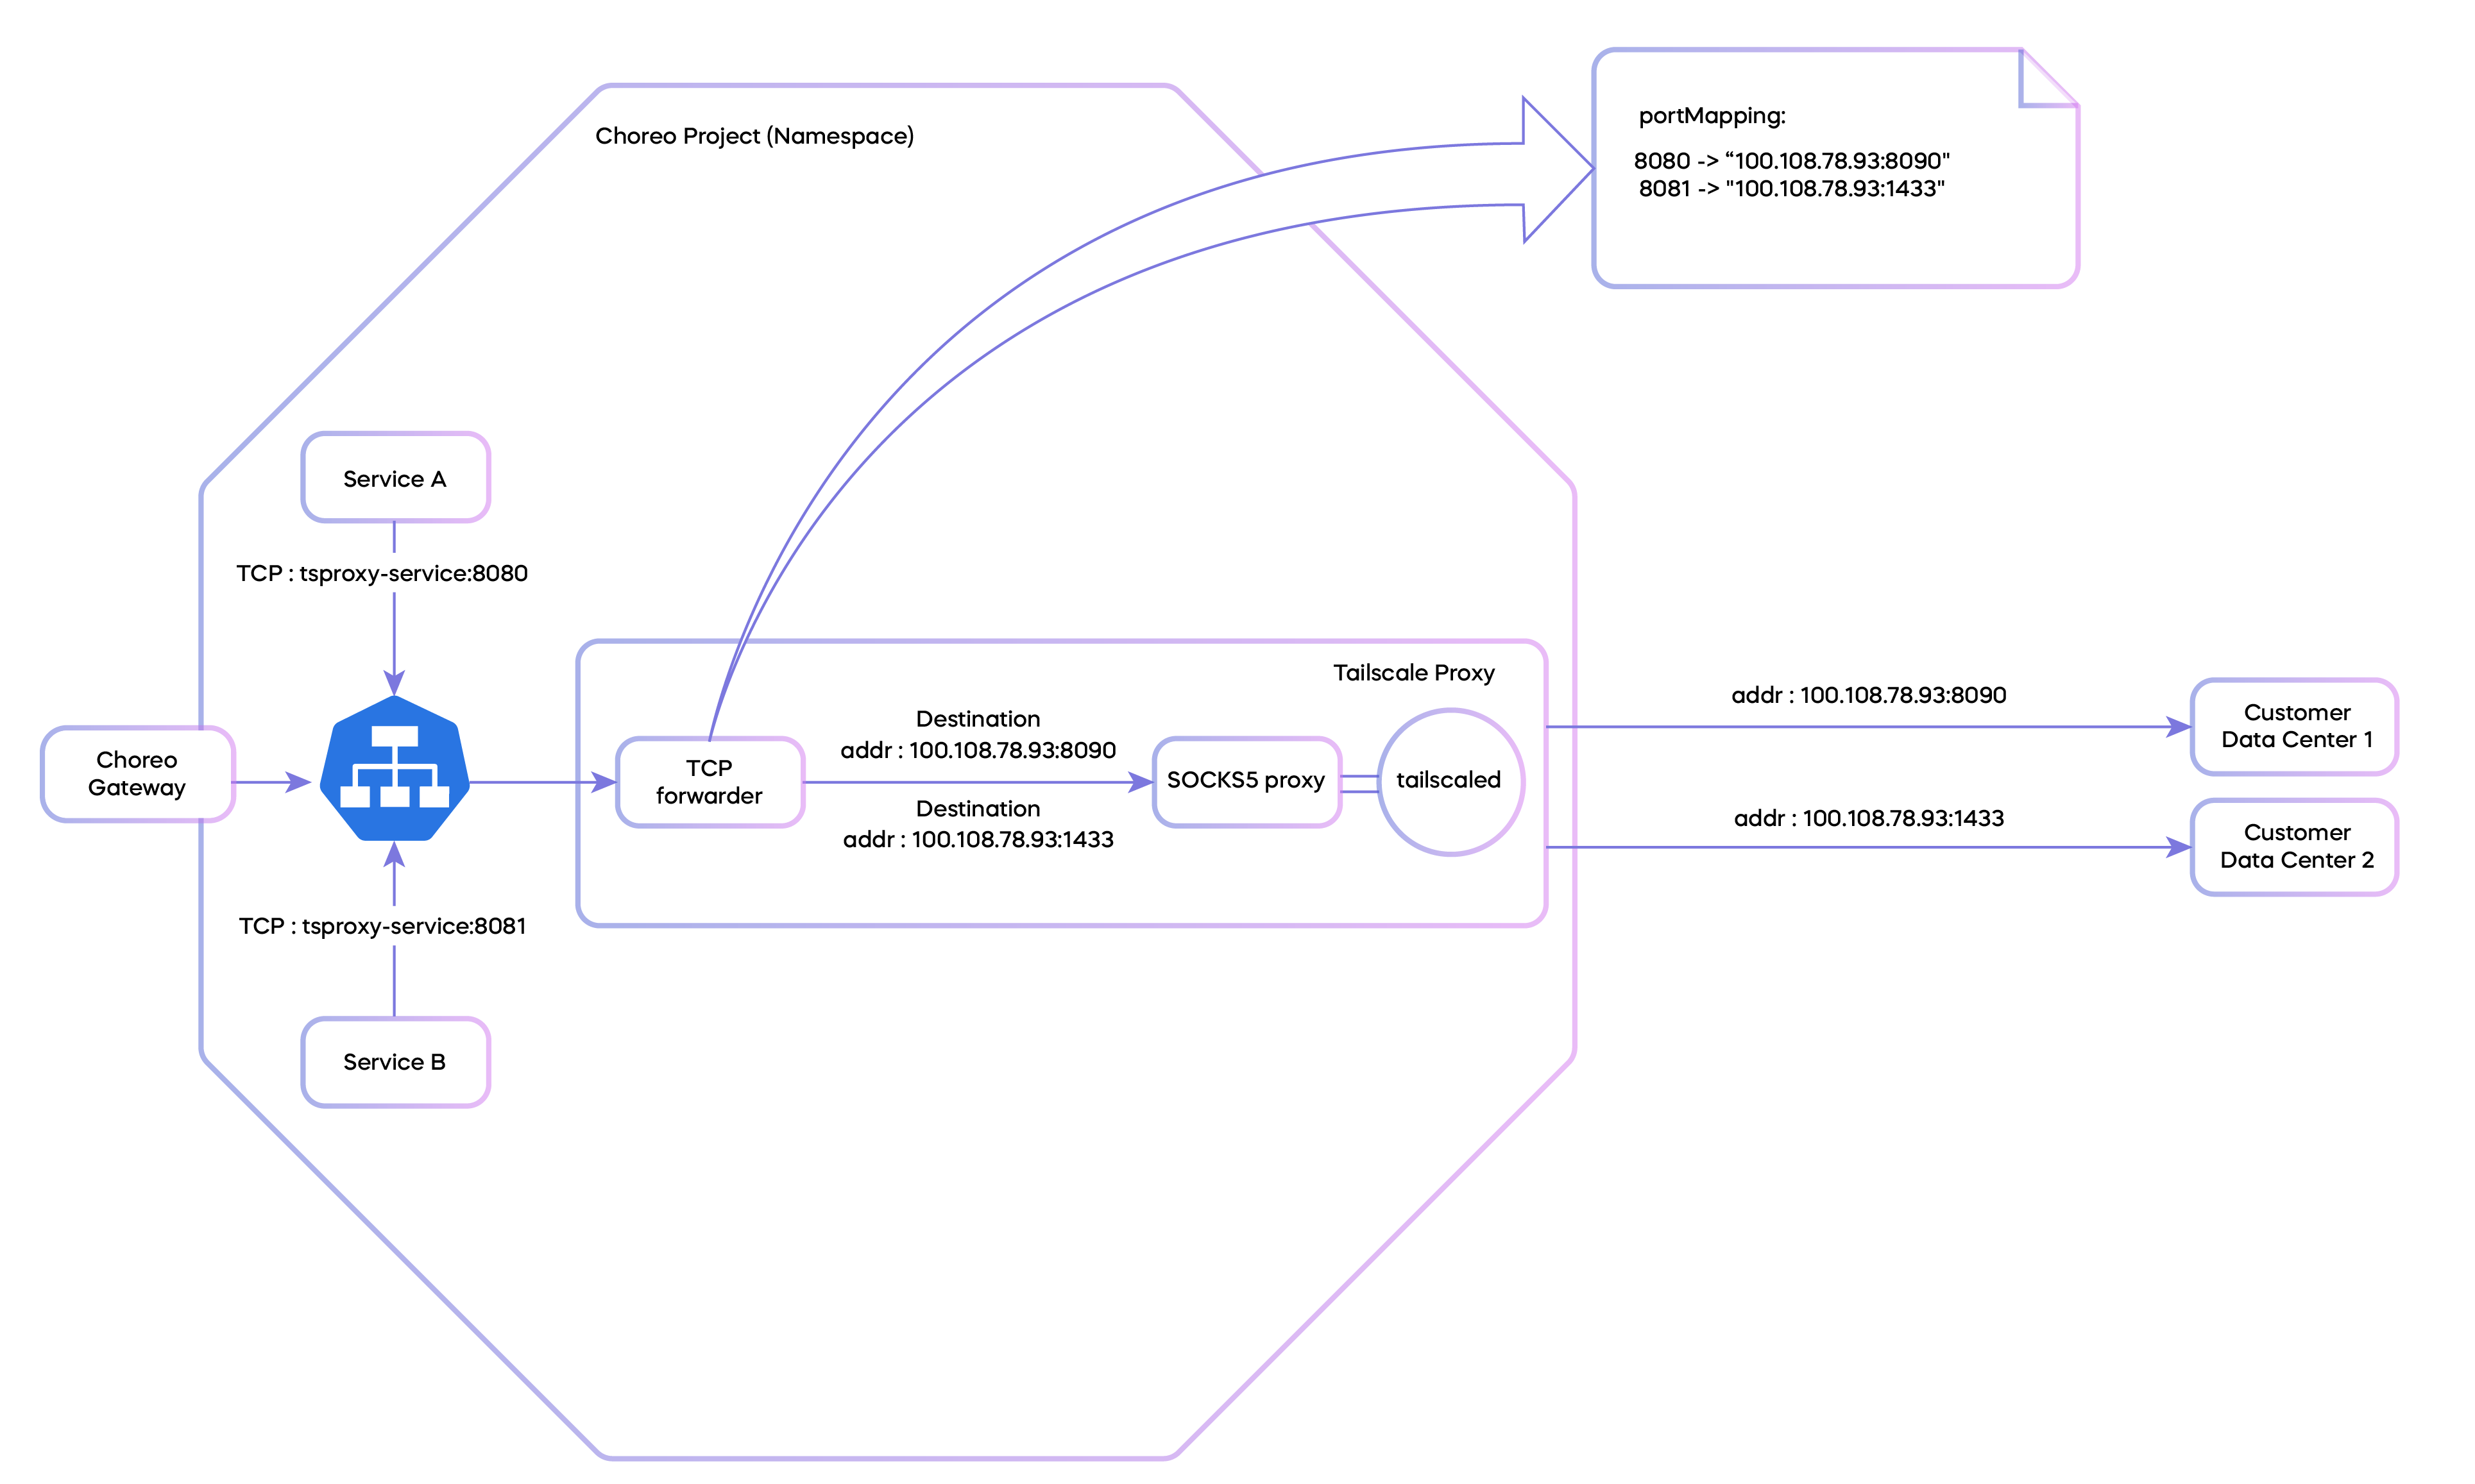 Choreo Project (Namespace)
portMapping:
8080 -> “100.108.78.93:8090"
8081 -> "100.108.78.93:1433"
Service A
TCP : tsproxy-service:8080
Choreo
Gateway
TCP : tsproxy-service:8081
Service B
Tailscale Proxy
TCP
forwarder
Destination
addr : 100.108.78.93:8090
Destination
addr : 100.108.78.93:1433
SOCKS5 proxy
tailscaled
addr : 100.108.78.93:8090
Customer
Data Center 1
addr : 100.108.78.93:1433
Customer
Data Center 2